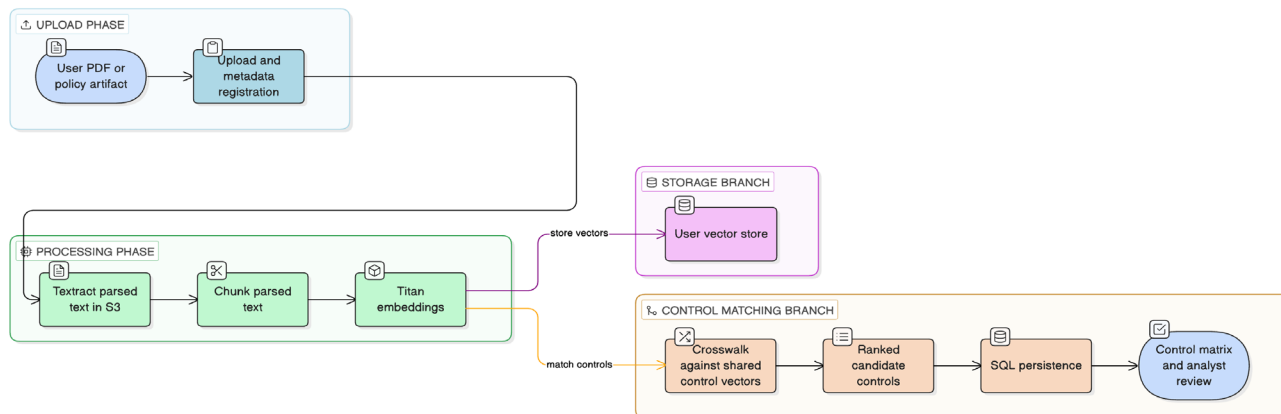 UPLOAD PHASE
User PDF or
policy artifact
Upload and
metadata
registration
STORAGE BRANCH
store vectors
User vector store
PROCESSING PHASE
Textract parsed
text in S3
Chunk parsed
text
Titan
embeddings
CONTROL MATCHING BRANCH
match controls
Crosswalk
against shared
control vectors
Ranked
candidate
controls
SQL persistence
Control matrix
and analyst
review